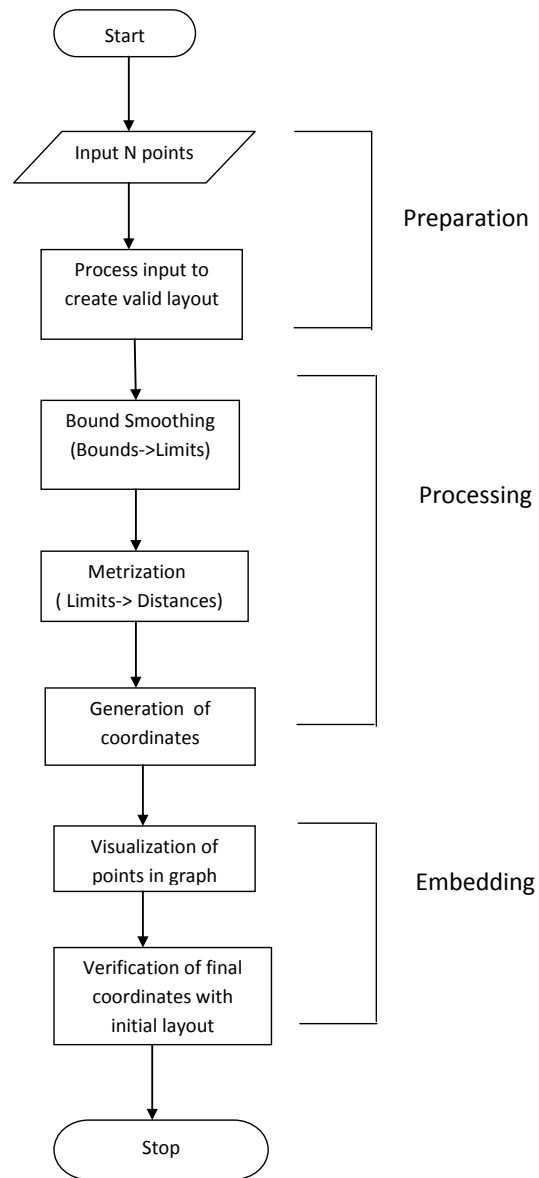 Start
Input N points
Preparation
Process input to
create valid layout
Bound Smoothing
(Bounds->Limits)
Processing
Metrization
( Limits-> Distances)
Generation of
coordinates
Visualization of
points in graph
Embedding
Verification of final
coordinates with
initial layout
Stop